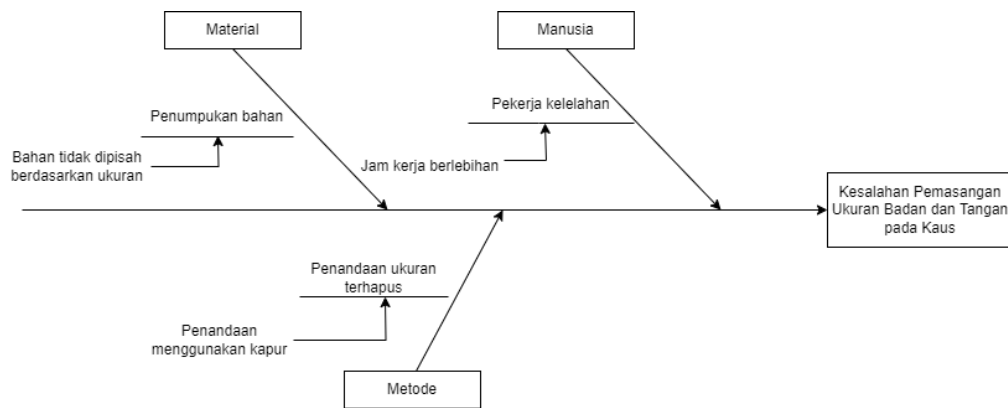 Material
Manusia
Penumpukan bahan
Pekerja kelelahan
Bahan tidak dipisah
berdasarkan ukuran
Jam kerja berlebihan
Kesalahan Pemasangan
Ukuran Badan dan Tangan
pada Kaus
Penandaan ukuran
terhapus
Penandaan
menggunakan kapur
Metode